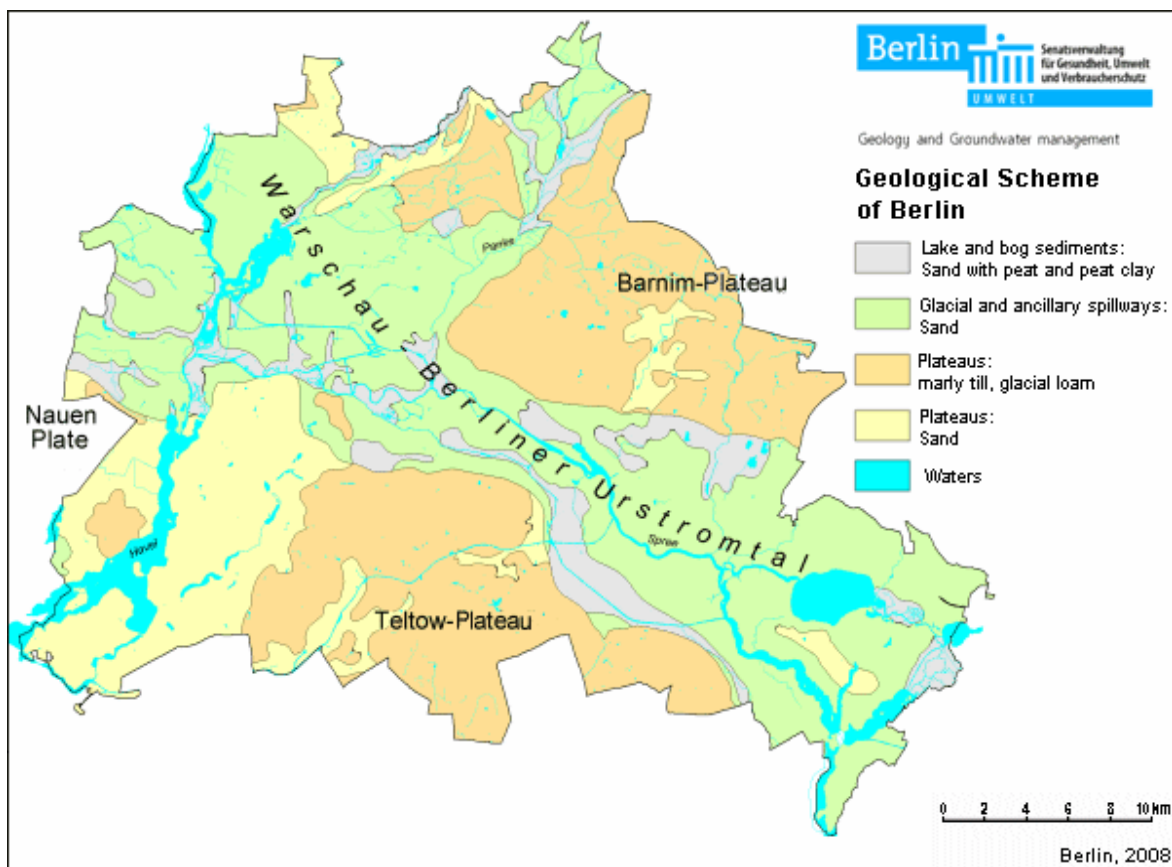 Berlin
Senatsverwaltung
für Gesundheit, Umwelt
und Verbraucherschutz
UMWELT
Geology and Groundwater management
Geological Scheme
of Berlin
Lake and bog sediments:
Sand with peat and peat clay
Glacial and ancillary spillways:
Sand
Plateaus:
marly till, glacial loam
Plateaus:
Sand
Waters
Warschau - Berliner Urstromtal
Panke
Barnim-Plateau
Nauen
Plate
Havel
Spree
Teltow-Plateau
0 2 4 6 8 10 km
Berlin, 2008